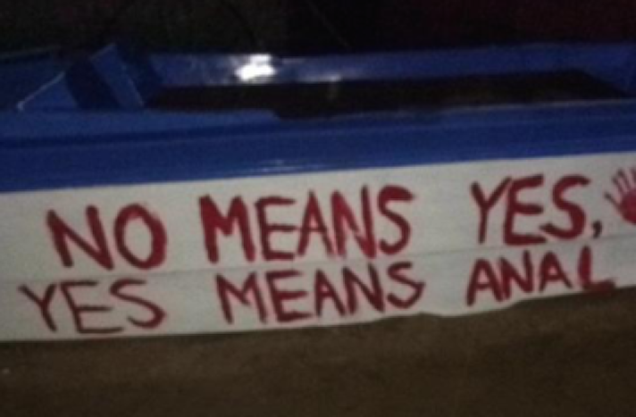 NO MEANS YES,
YES MEANS ANAL